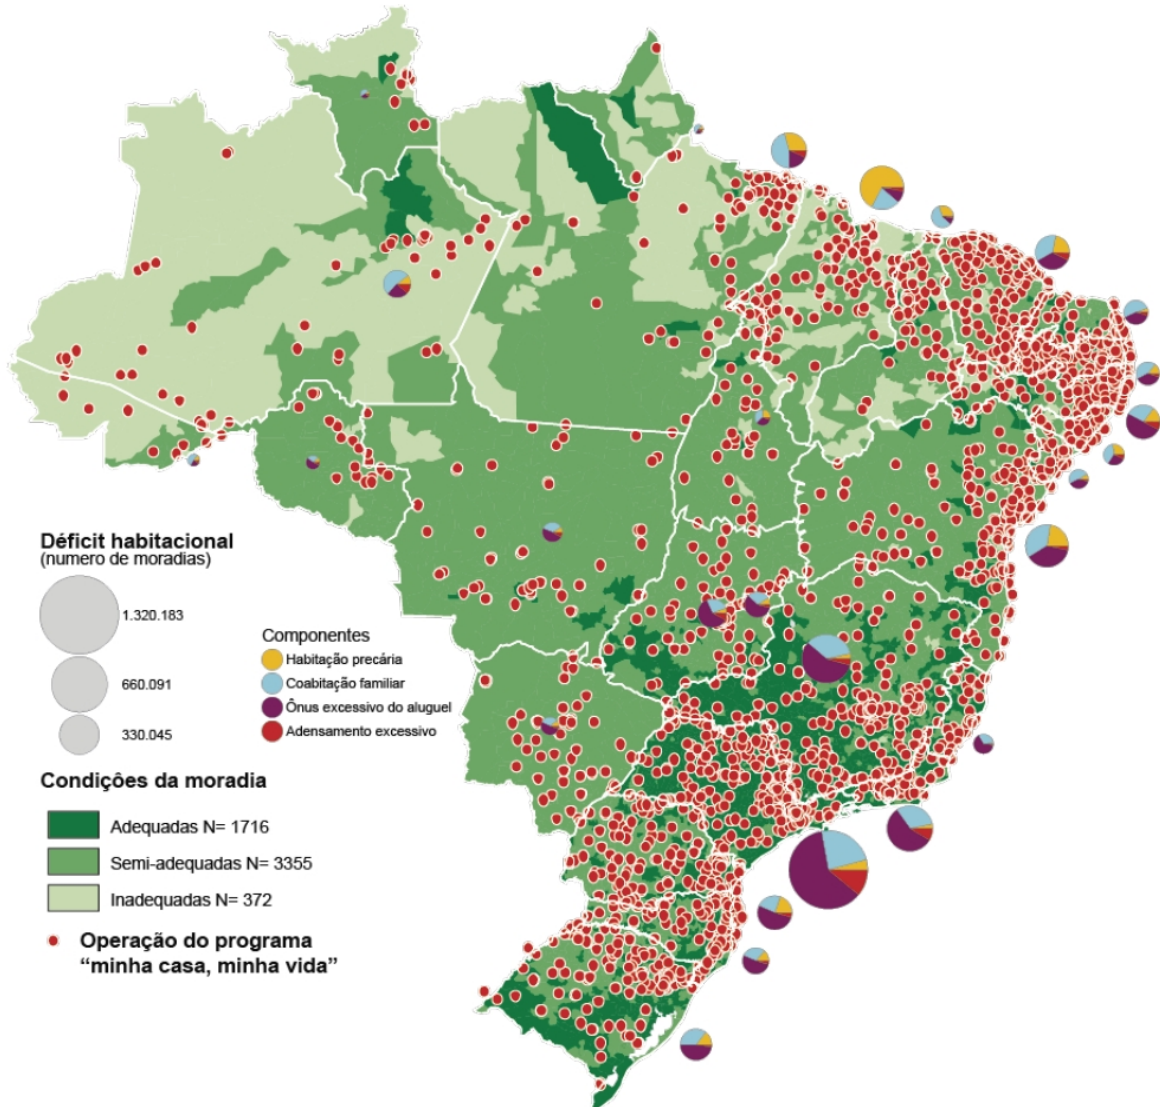 Déficit habitacional
(numero de moradias)
1.320.183
660.091
330.045
Componentes
Habitação precária
Coabitação familiar
Ônus excessivo do aluguel
Adensamento excessivo
Condições da moradia
Adequadas N= 1716
Semi-adequadas N= 3355
Inadequadas N= 372
Operação do programa
“minha casa, minha vida”